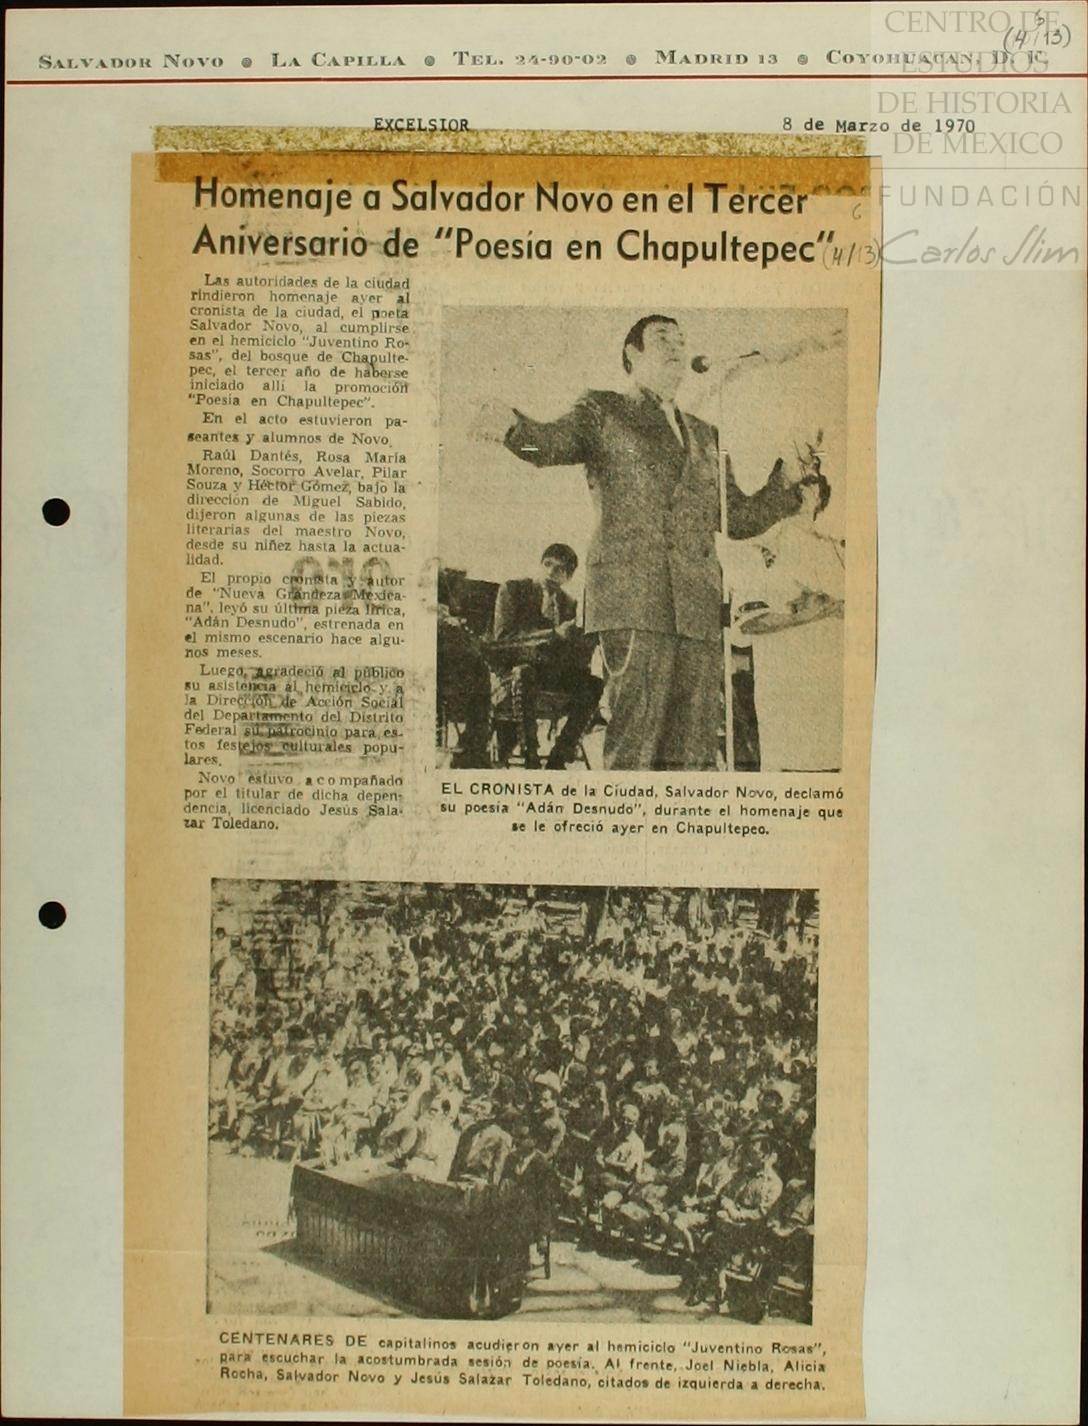 CENTRO DE
ESTUDIOS
DE HISTORIA
DE MEXICO
FUNDACIÓN
Carlos Slim
SALVADOR NOVO LA CAPILLA TEL. 24-90-02 MADRID 13 COYOHUACAN, D. F.
EXCELSIOR 8 de Marzo de 1970
Homenaje a Salvador Novo en el Tercer
Aniversario de "Poesía en Chapultepec"
(4/13)
Las autoridades de la ciudad
rindieron homenaje ayer al
cronista de la ciudad, el poeta
Salvador Novo, al cumplirse
en el hemiciclo "Juventino Ro-
sas", del bosque de Chapulte-
pec, el tercer año de haberse
iniciado allí la promoción
"Poesía en Chapultepec".
En el acto estuvieron pa-
seantes y alumnos de Novo.
Raúl Dantés, Rosa María
Moreno, Socorro Avelar, Pilar
Souza y Héctor Gómez, bajo la
dirección de Miguel Sabido,
dijeron algunas de las piezas
literarias del maestro Novo,
desde su niñez hasta la actua-
lidad.
El propio cronista y autor
de "Nueva Grandeza Mexica-
na", leyó su última pieza lírica,
"Adán Desnudo", estrenada en
el mismo escenario hace algu-
nos meses.
Luego, agradeció al público
su asistencia al hemiciclo y a
la Dirección de Acción Social
del Departamento del Distrito
Federal su patrocinio para es-
tos festejos culturales popu-
lares.
Novo estuvo acompañado
por el titular de dicha depen-
dencia, licenciado Jesús Sala-
zar Toledano.
EL CRONISTA de la Ciudad, Salvador Novo, declamó
su poesía "Adán Desnudo", durante el homenaje que
se le ofreció ayer en Chapultepec.
CENTENARES DE capitalinos acudieron ayer al hemiciclo "Juventino Rosas",
para escuchar la acostumbrada sesión de poesía. Al frente, Joel Niebla, Alicia
Rocha, Salvador Novo y Jesús Salazar Toledano, citados de izquierda a derecha.